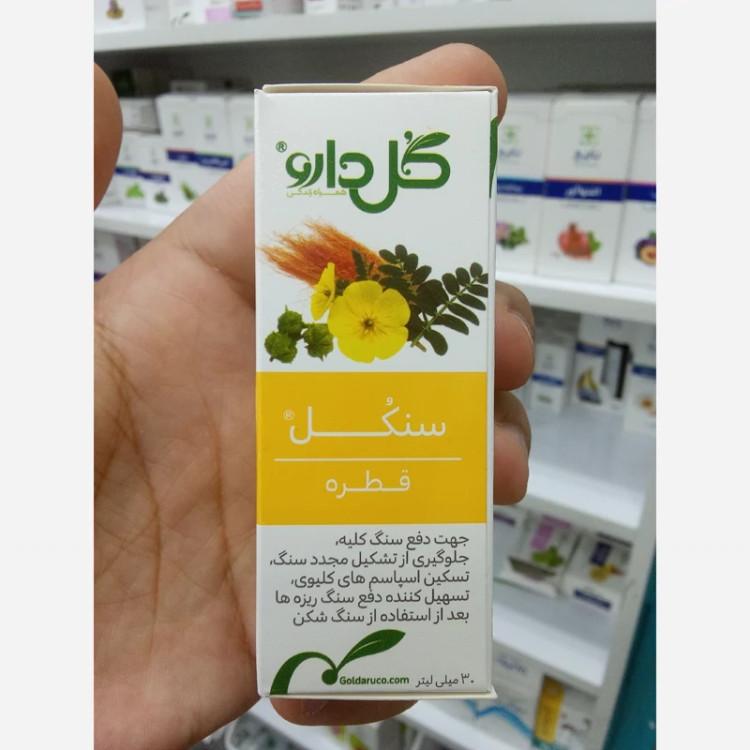 گل دارو®
همراه زندگی
سنکُل®
قطره
جهت دفع سنگ کلیه،
جلوگیری از تشکیل مجدد سنگ،
تسکین اسپاسم های کلیوی،
تسهیل کننده دفع سنگ ریزه ها
بعد از استفاده از سنگ شکن
Goldaruco.com ۳۰ میلی لیتر